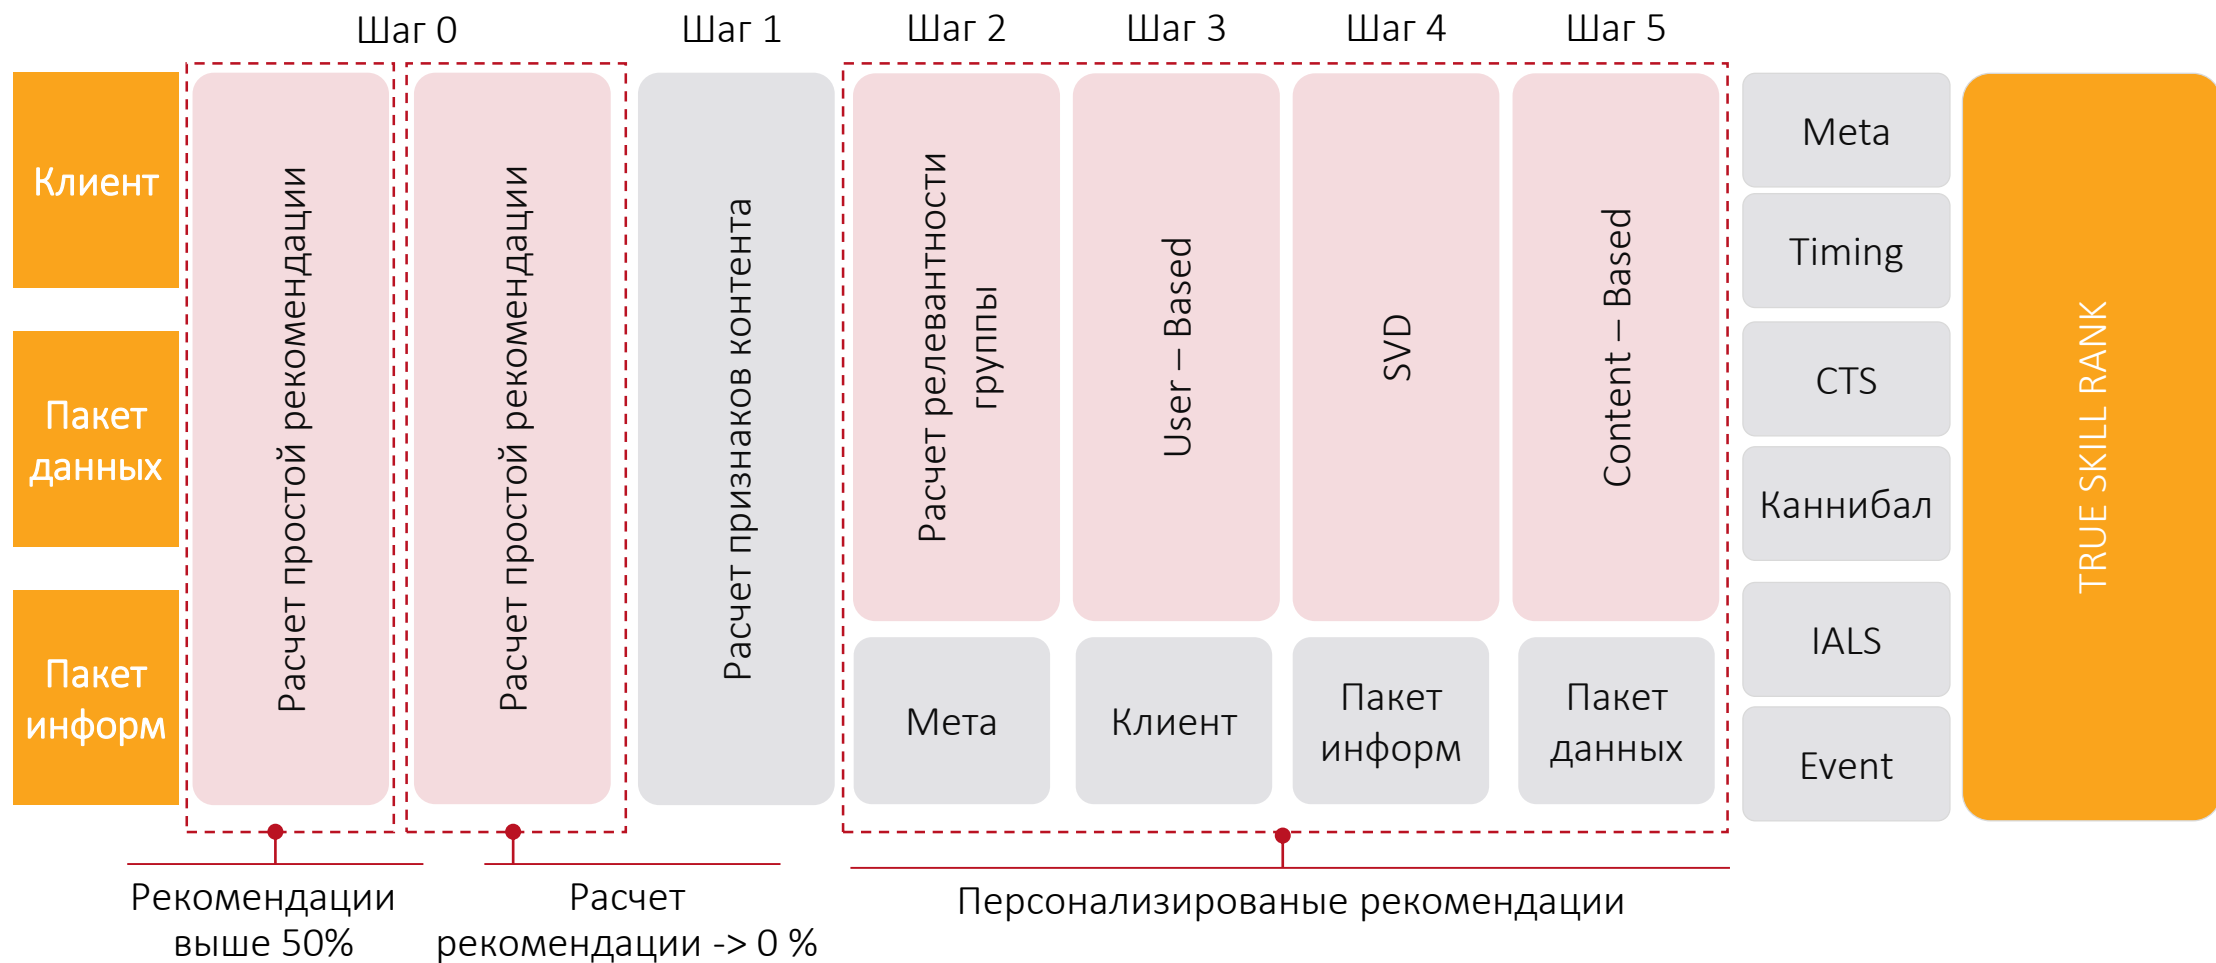 Шаг 0
Шаг 1
Шаг 2
Шаг 3
Шаг 4
Шаг 5
Клиент
Пакет
данных
Пакет
информ
Расчет простой рекомендации
Расчет простой рекомендации
Расчет признаков контента
Расчет релевантности
группы
User – Based
SVD
Content – Based
Мета
Клиент
Пакет
информ
Пакет
данных
Meta
Timing
CTS
Каннибал
IALS
Event
TRUE SKILL RANK
Рекомендации
выше 50%
Расчет
рекомендации -> 0 %
Персонализированые рекомендации